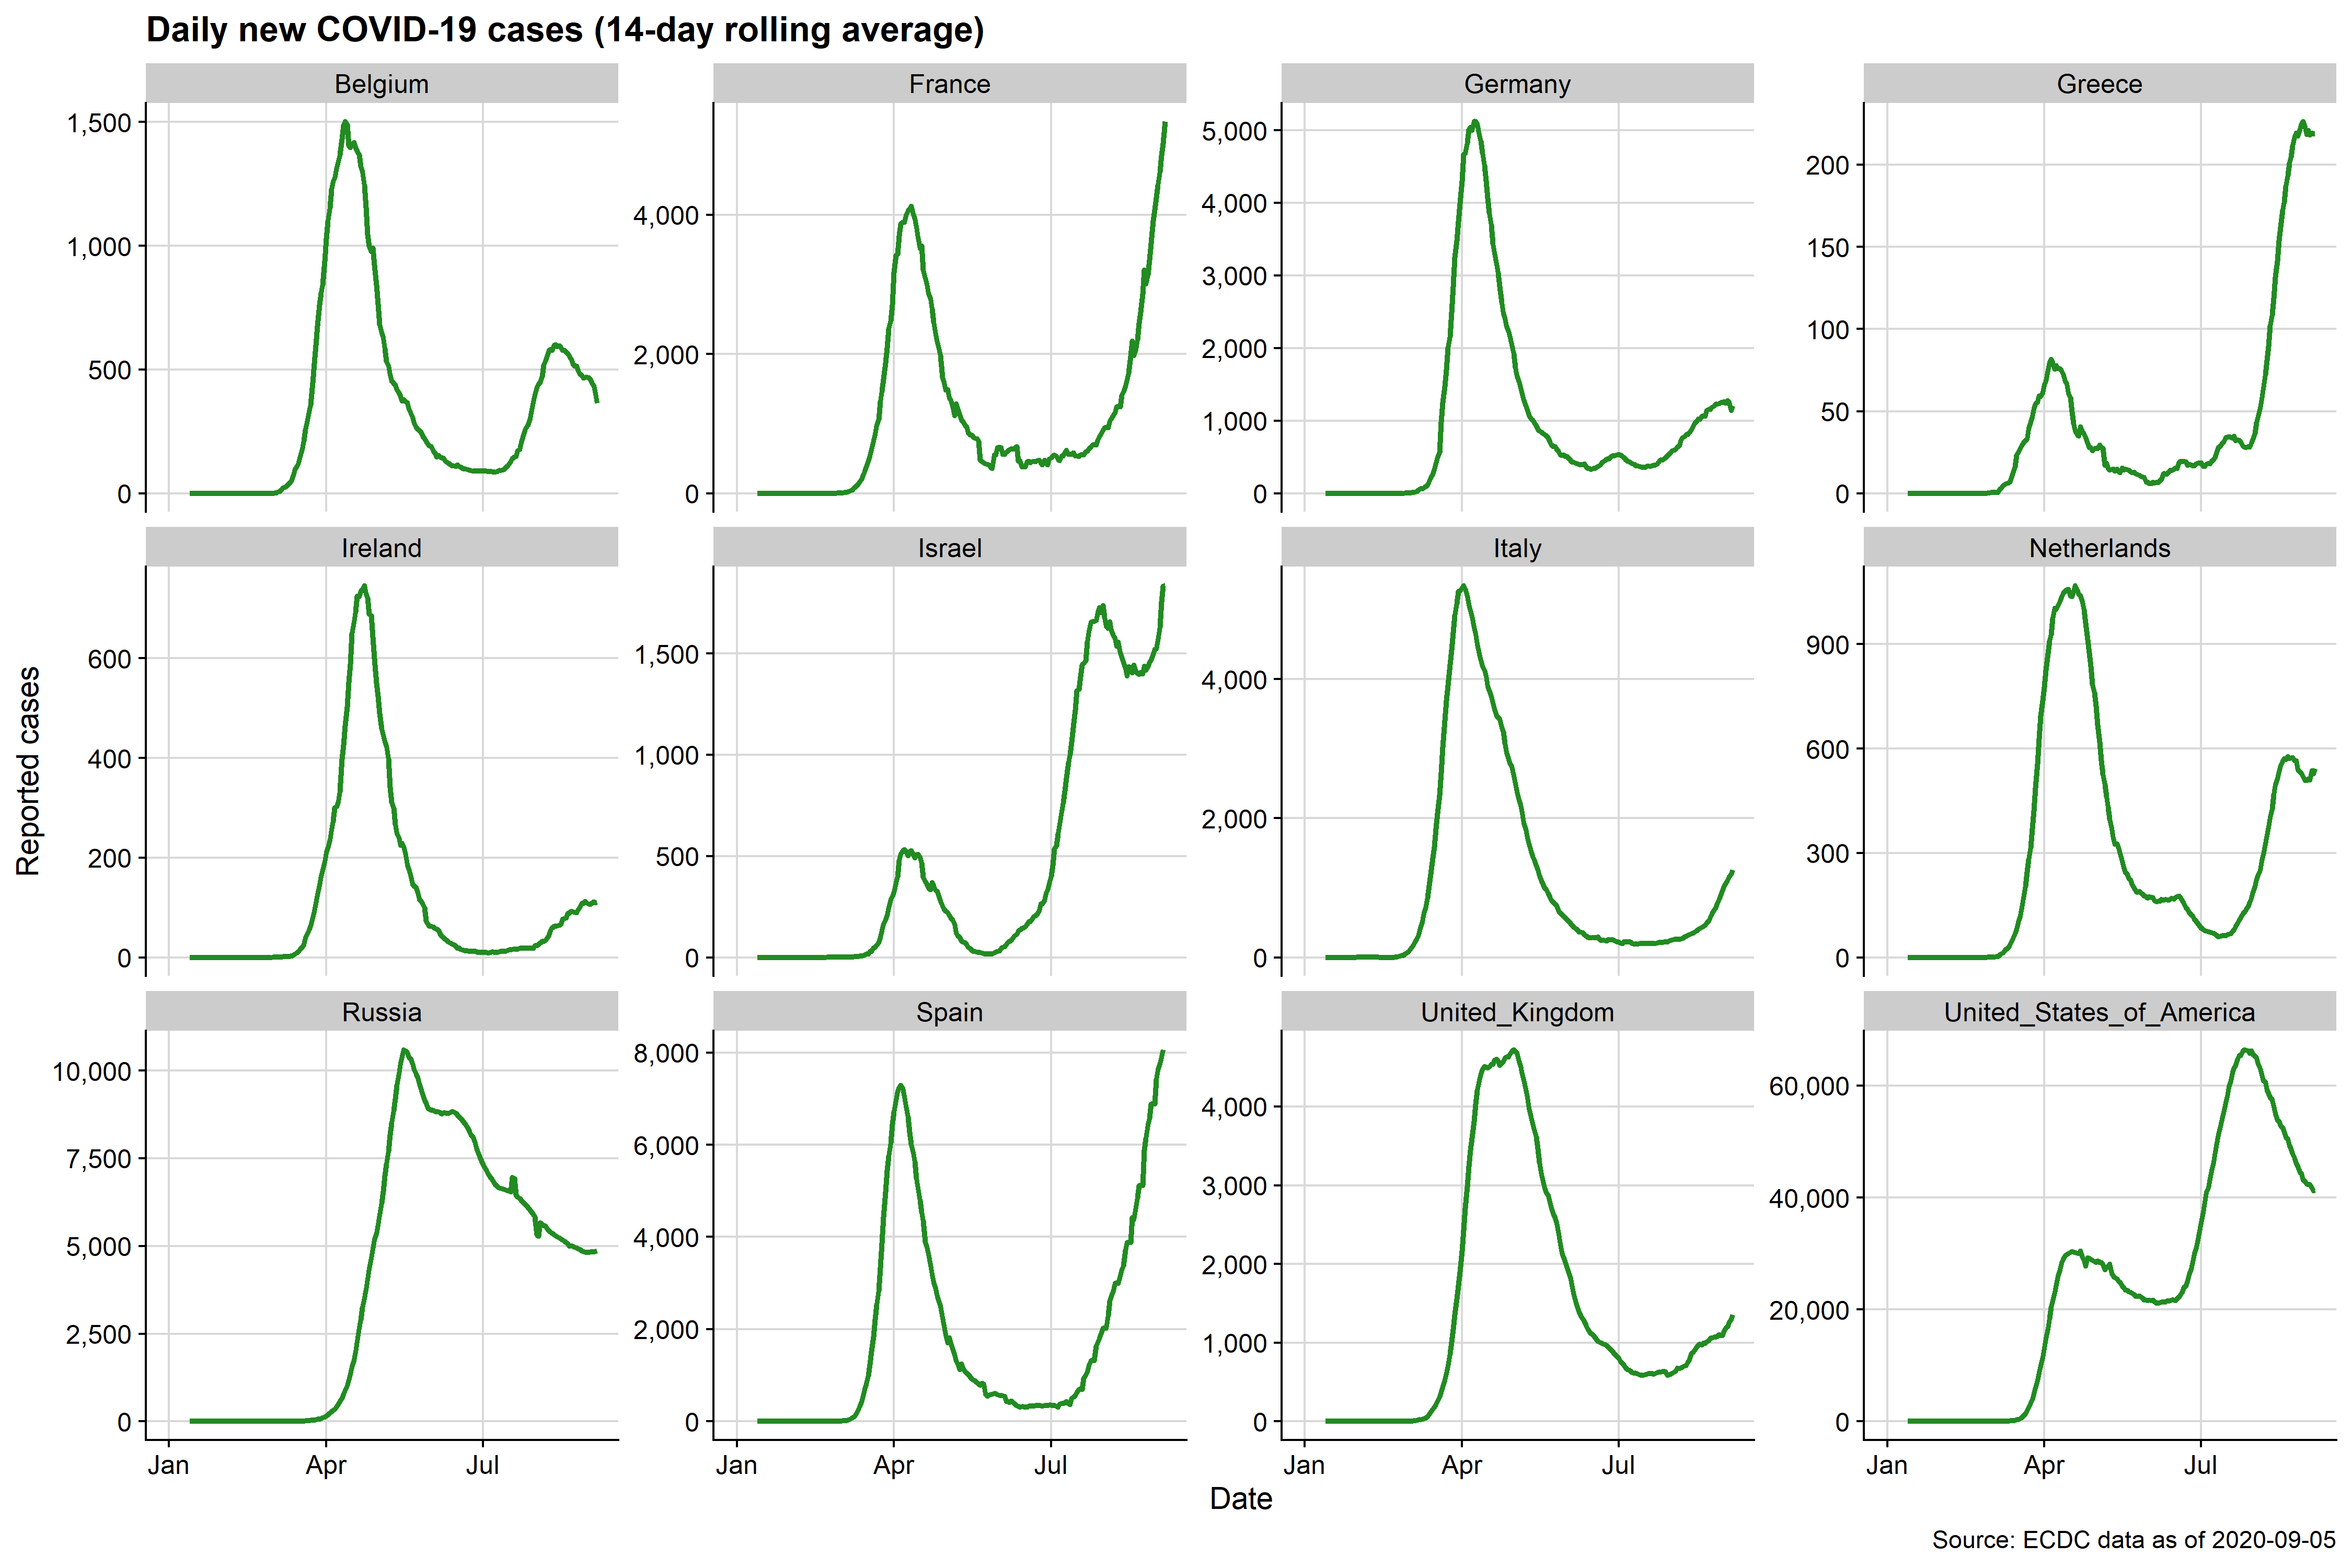 Daily new COVID-19 cases (14-day rolling average)
Belgium
France
Germany
Greece
1,500
1,000
500
0
4,000
2,000
0
5,000
4,000
3,000
2,000
1,000
0
200
150
100
50
0
Ireland
Israel
Italy
Netherlands
600
400
200
0
1,500
1,000
500
0
4,000
2,000
0
900
600
300
0
Reported cases
Russia
Spain
United_Kingdom
United_States_of_America
10,000
7,500
5,000
2,500
0
8,000
6,000
4,000
2,000
0
4,000
3,000
2,000
1,000
0
60,000
40,000
20,000
0
Jan Apr Jul
Jan Apr Jul
Jan Apr Jul
Jan Apr Jul
Date
Source: ECDC data as of 2020-09-05